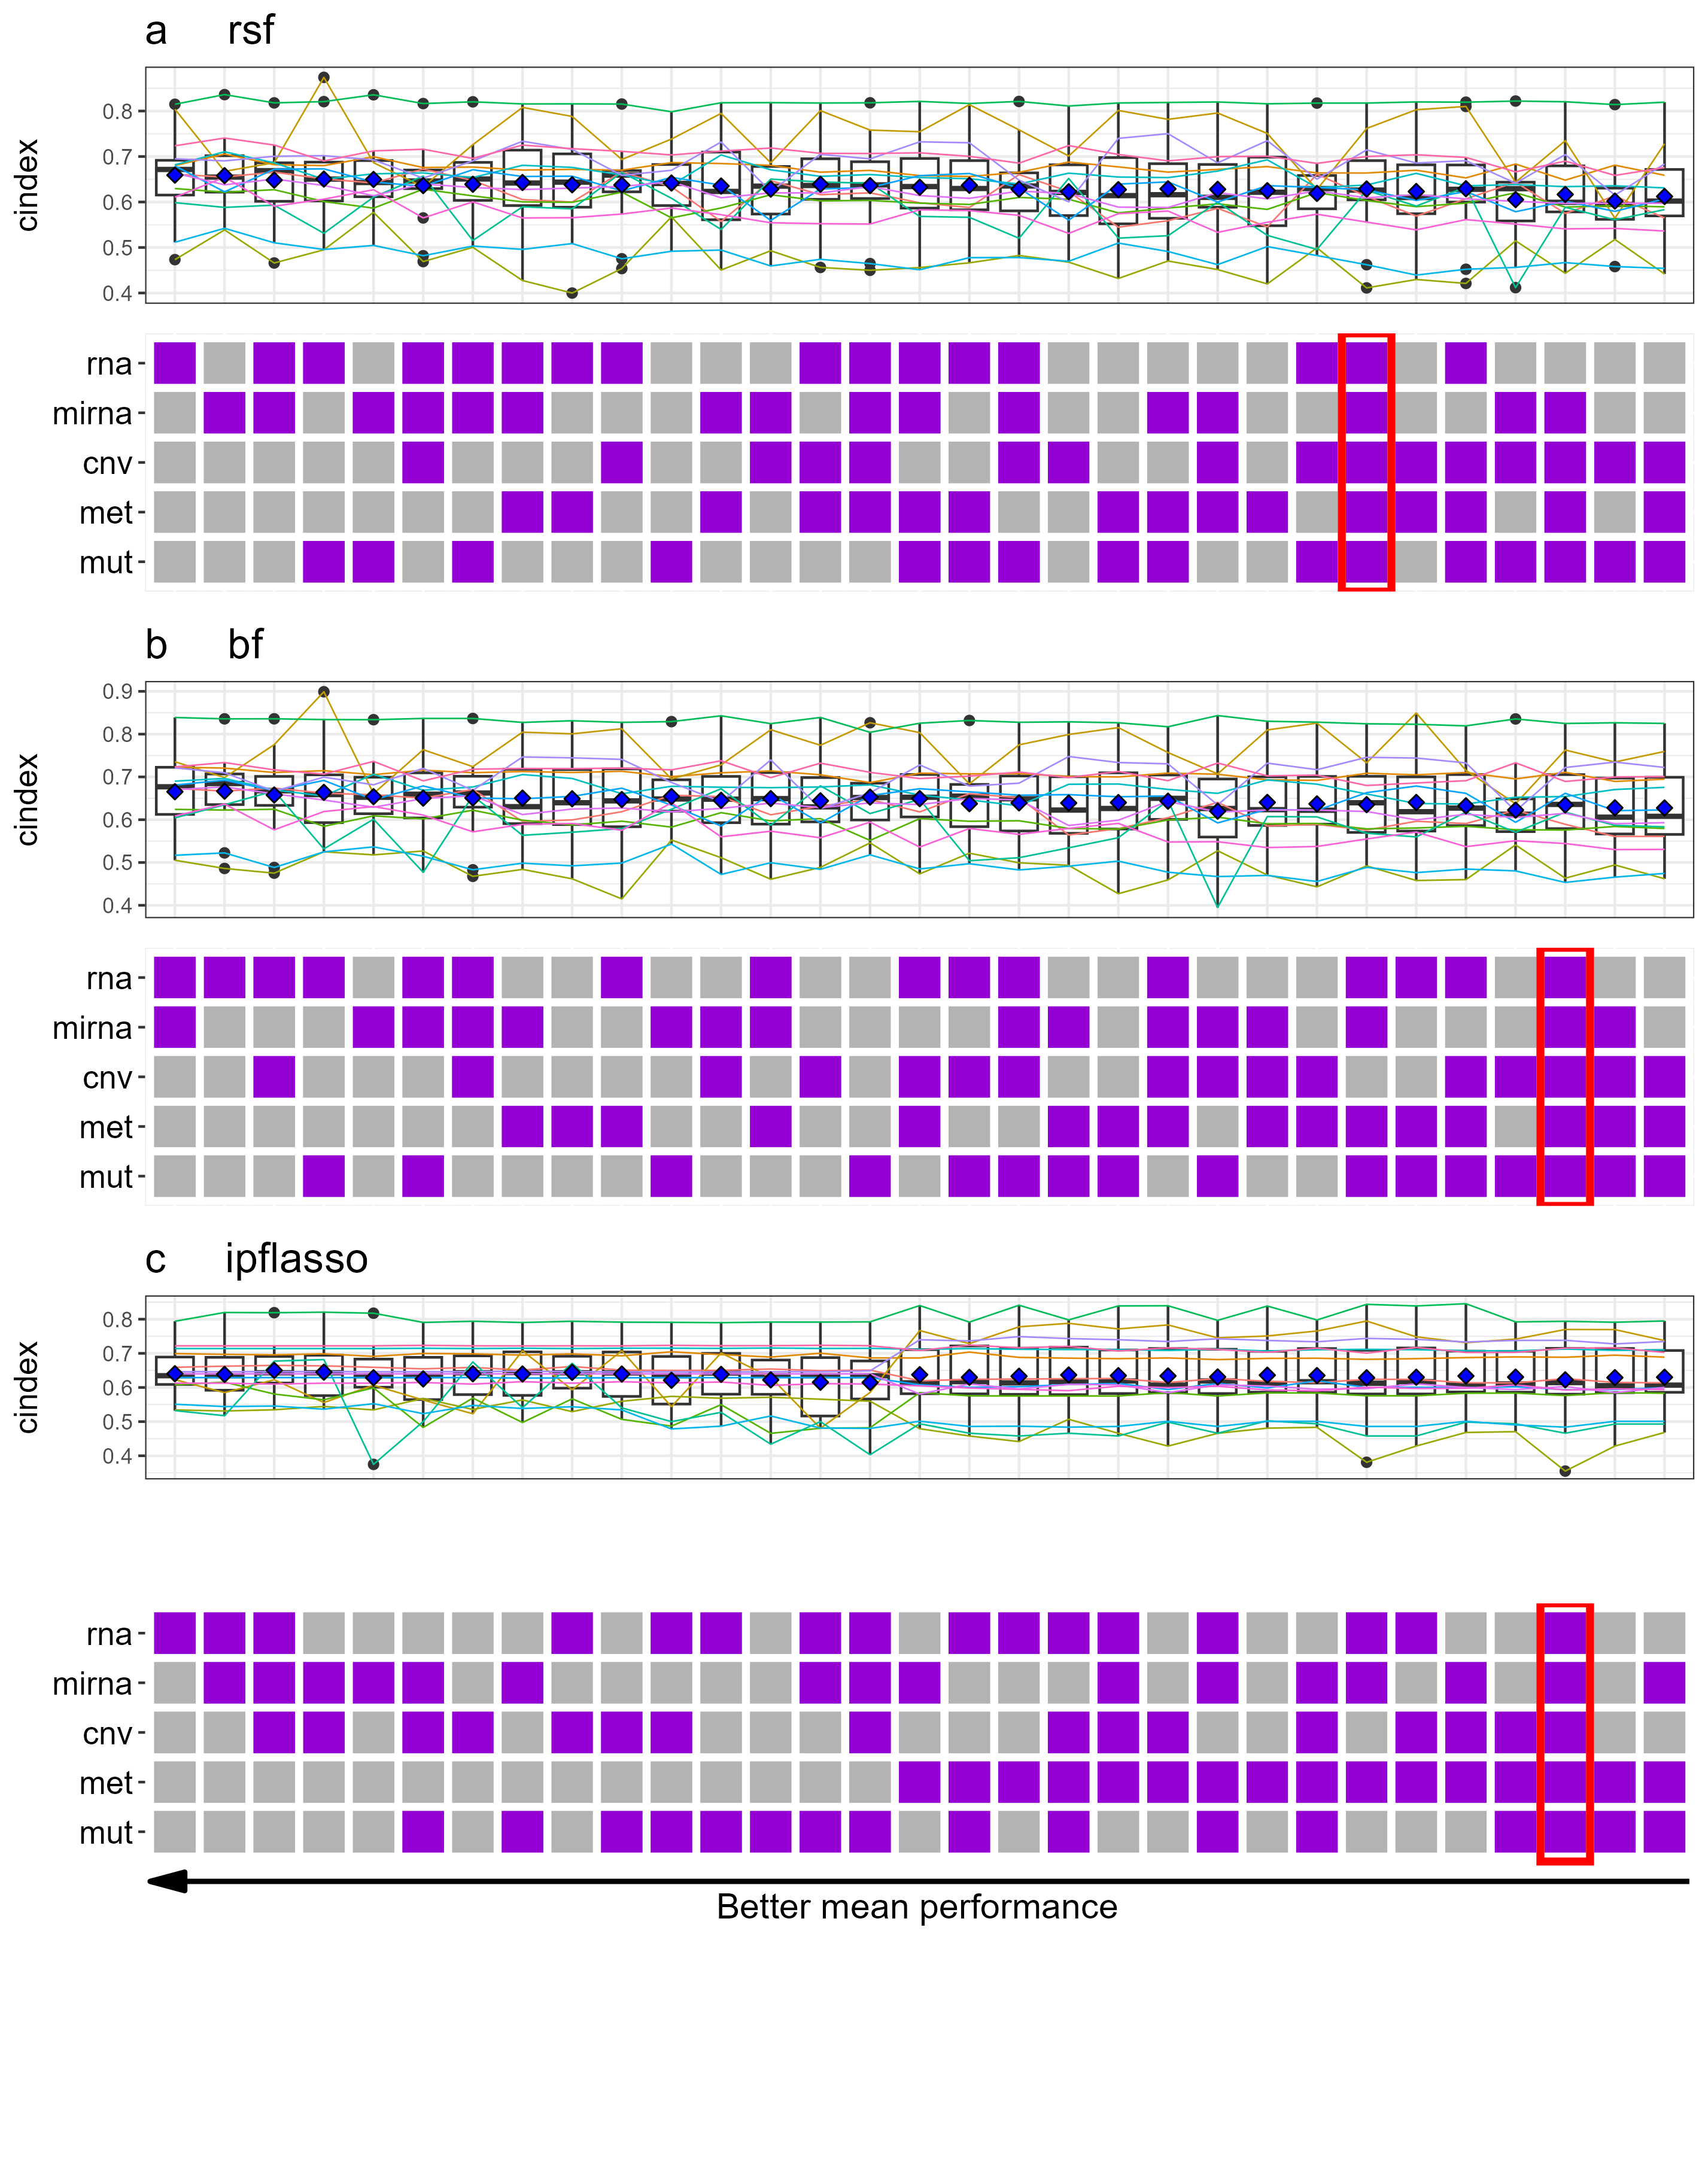 a rsf
cindex
0.8
0.7
0.6
0.5
0.4
rna
mirna
cnv
met
mut
b bf
cindex
0.9
0.8
0.7
0.6
0.5
0.4
rna
mirna
cnv
met
mut
c ipflasso
cindex
0.8
0.7
0.6
0.5
0.4
rna
mirna
cnv
met
mut
Better mean performance